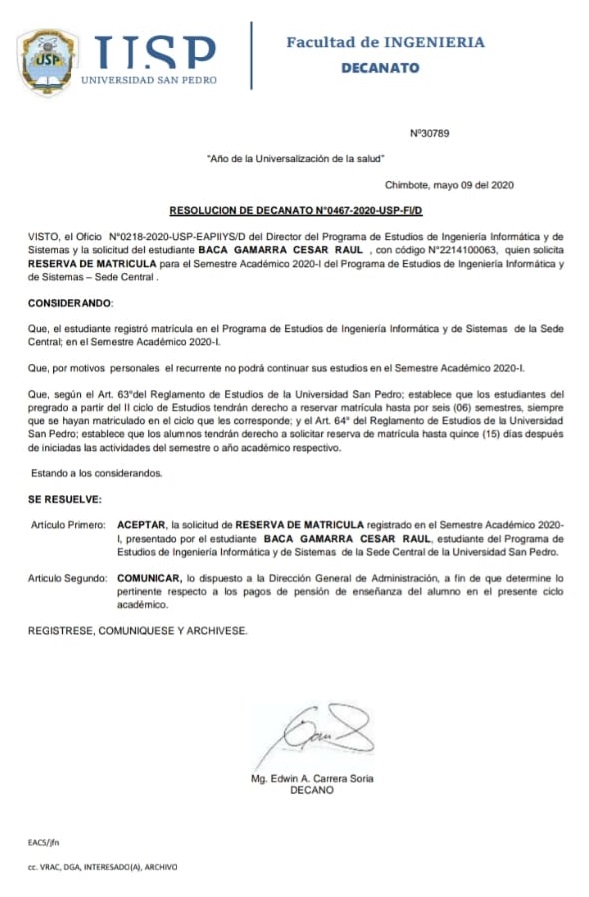 USP
UNIVERSIDAD SAN PEDRO
USP
Facultad de INGENIERIA
DECANATO
Nº30789
"Año de la Universalización de la salud"
Chimbote, mayo 09 del 2020
RESOLUCION DE DECANATO N°0467-2020-USP-FI/D
VISTO, el Oficio N°0218-2020-USP-EAPIIYS/D del Director del Programa de Estudios de Ingeniería Informática y de
Sistemas y la solicitud del estudiante BACA GAMARRA CESAR RAUL , con código N°2214100063, quien solicita
RESERVA DE MATRICULA para el Semestre Académico 2020-I del Programa de Estudios de Ingeniería Informática y
de Sistemas – Sede Central .
CONSIDERANDO:
Que, el estudiante registró matrícula en el Programa de Estudios de Ingeniería Informática y de Sistemas de la Sede
Central; en el Semestre Académico 2020-I.
Que, por motivos personales el recurrente no podrá continuar sus estudios en el Semestre Académico 2020-I.
Que, según el Art. 63°del Reglamento de Estudios de la Universidad San Pedro; establece que los estudiantes del
pregrado a partir del II ciclo de Estudios tendrán derecho a reservar matrícula hasta por seis (06) semestres, siempre
que se hayan matriculado en el ciclo que les corresponde; y el Art. 64° del Reglamento de Estudios de la Universidad
San Pedro; establece que los alumnos tendrán derecho a solicitar reserva de matrícula hasta quince (15) días después
de iniciadas las actividades del semestre o año académico respectivo.
Estando a los considerandos.
SE RESUELVE:
Artículo Primero: ACEPTAR, la solicitud de RESERVA DE MATRICULA registrado en el Semestre Académico 2020-
I, presentado por el estudiante BACA GAMARRA CESAR RAUL, estudiante del Programa de
Estudios de Ingeniería Informática y de Sistemas de la Sede Central de la Universidad San Pedro.
Articulo Segundo: COMUNICAR, lo dispuesto a la Dirección General de Administración, a fin de que determine lo
pertinente respecto a los pagos de pensión de enseñanza del alumno en el presente ciclo
académico.
REGISTRESE, COMUNIQUESE Y ARCHIVESE.
Mg. Edwin A. Carrera Soria
DECANO
EACS/jfn
cc. VRAC, DGA, INTERESADO(A), ARCHIVO